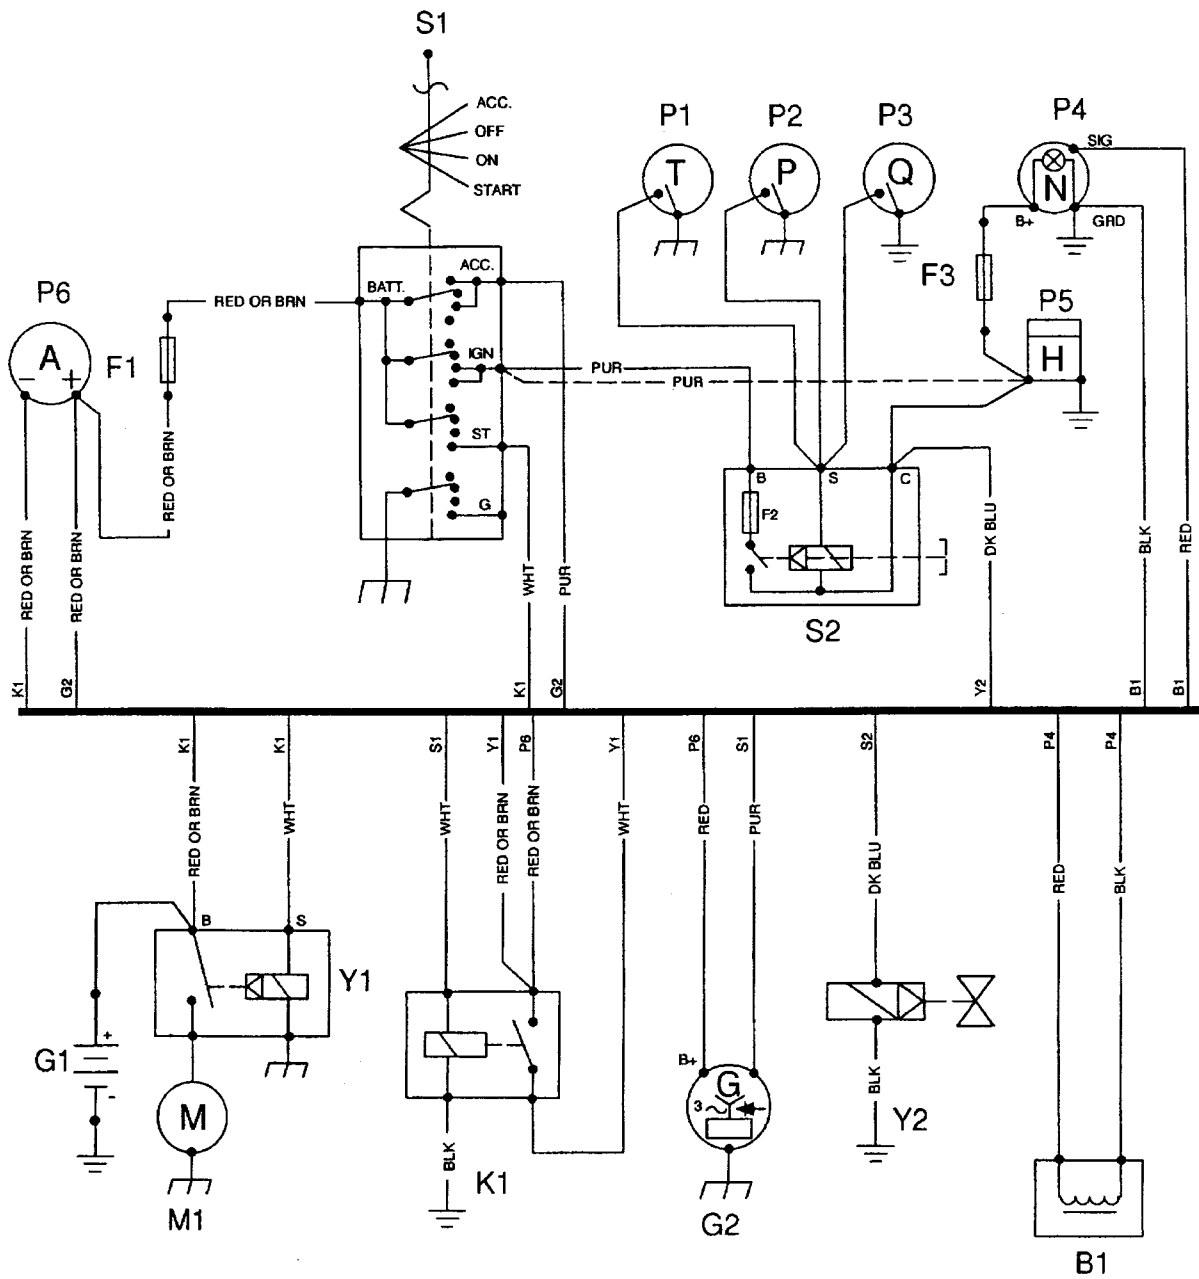 S1
ACC.
OFF
ON
START
P1
P2
P3
P4
T
P
Q
N
SIG
B+
GRD
F3
P5
H
P6
A
- +
F1
RED OR BRN
BATT.
ACC.
IGN
ST
G
PUR
PUR
B
S
C
F2
S2
RED OR BRN
RED OR BRN
RED OR BRN
WHT
PUR
DK BLU
BLK
RED
K1
G2
K1
G2
Y2
B1
B1
K1
K1
S1
Y1
P6
Y1
P6
S1
S2
P4
P4
RED OR BRN
WHT
WHT
RED OR BRN
RED OR BRN
WHT
RED
PUR
DK BLU
RED
BLK
B
S
Y1
G1
+
-
M
M1
BLK
K1
B+
G
3
G2
BLK
Y2
B1